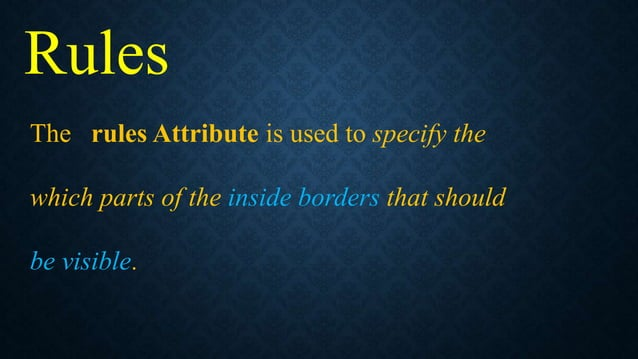 Rules
The rules Attribute is used to specify the
which parts of the inside borders that should
be visible.